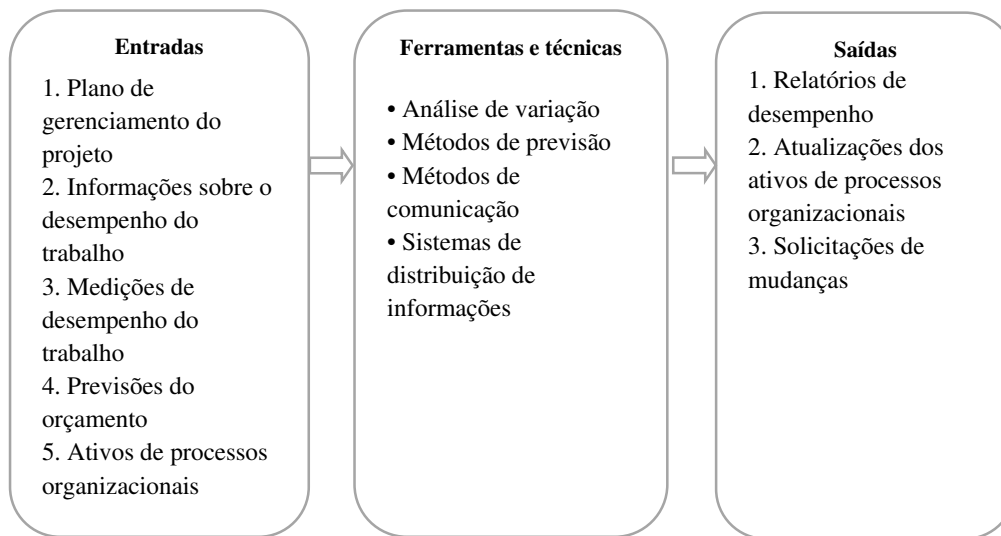 Entradas
1. Plano de
gerenciamento do
projeto
2. Informações sobre o
desempenho do
trabalho
3. Medições de
desempenho do
trabalho
4. Previsões do
orçamento
5. Ativos de processos
organizacionais
Ferramentas e técnicas
• Análise de variação
• Métodos de previsão
• Métodos de
comunicação
• Sistemas de
distribuição de
informações
Saídas
1. Relatórios de
desempenho
2. Atualizações dos
ativos de processos
organizacionais
3. Solicitações de
mudanças